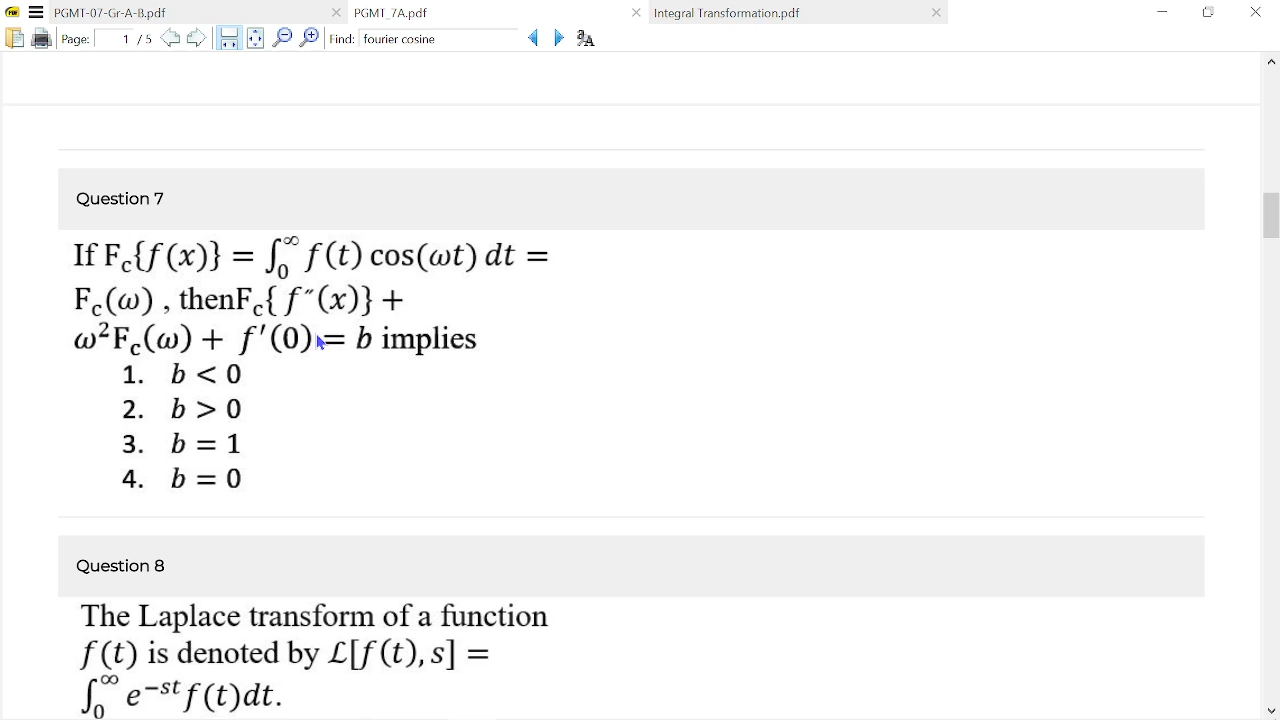 PGMT-07-Gr-A-B.pdf
PGMT_7A.pdf
Integral Transformation.pdf
Page: 1 / 5 Find: fourier cosine
Question 7
If F_c{f(x)} = ∫₀^∞ f(t) cos(ωt) dt =
F_c(ω) , thenF_c{ f″(x)} +
ω²F_c(ω) + f′(0) = b implies
1. b < 0
2. b > 0
3. b = 1
4. b = 0
Question 8
The Laplace transform of a function
f(t) is denoted by ℒ[f(t), s] =
∫₀^∞ e^{-st} f(t)dt.